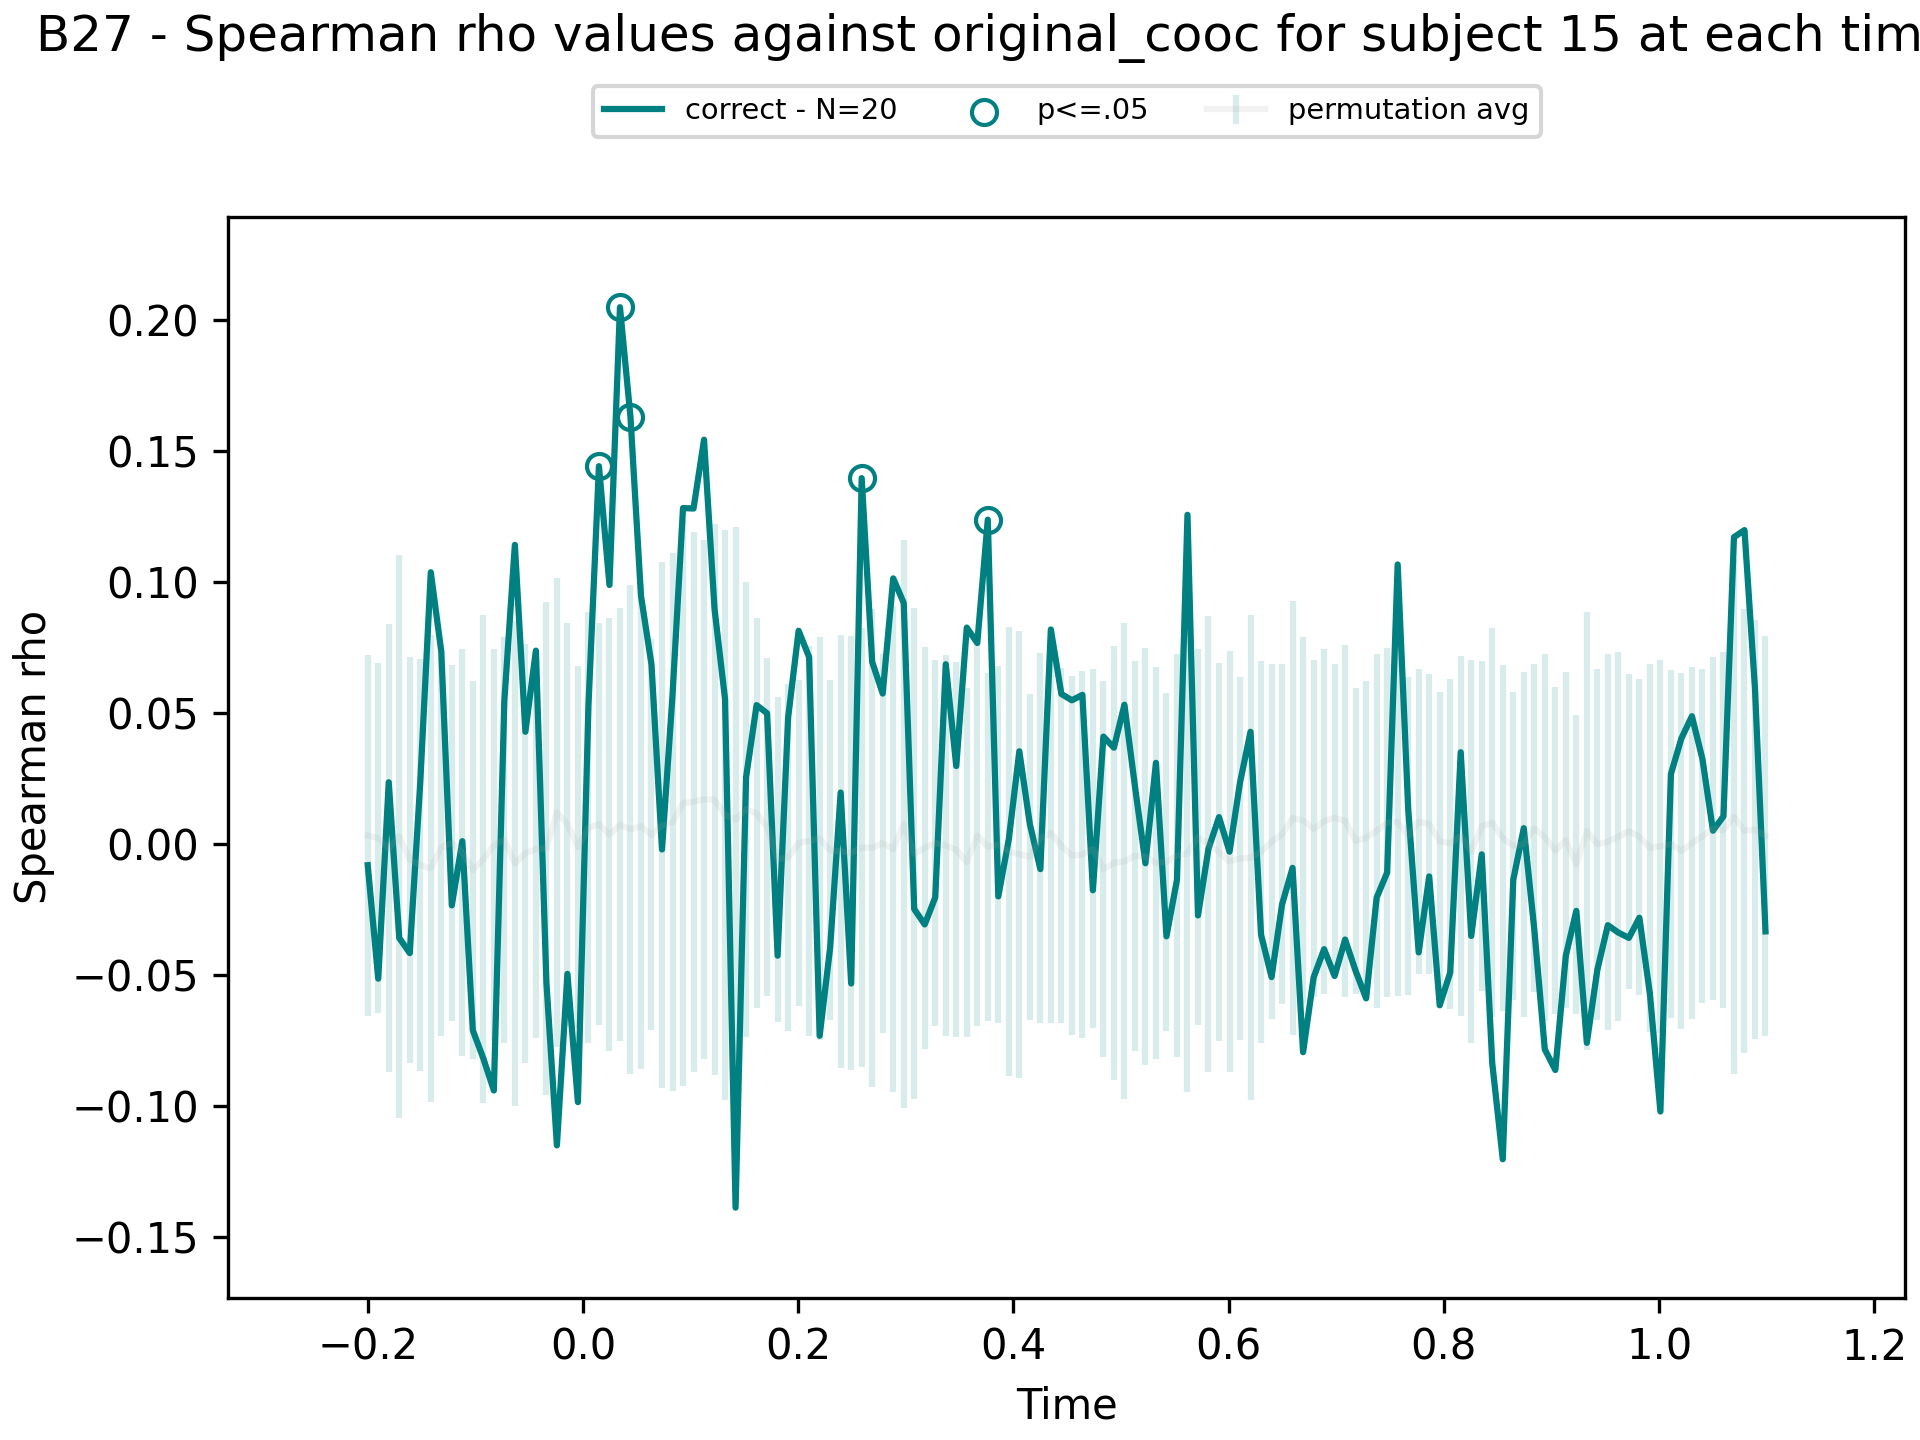 B27 - Spearman rho values against original_cooc for subject 15 at each tim
correct - N=20 p<=.05 permutation avg
Spearman rho
0.20
0.15
0.10
0.05
0.00
−0.05
−0.10
−0.15
−0.2 0.0 0.2 0.4 0.6 0.8 1.0 1.2
Time